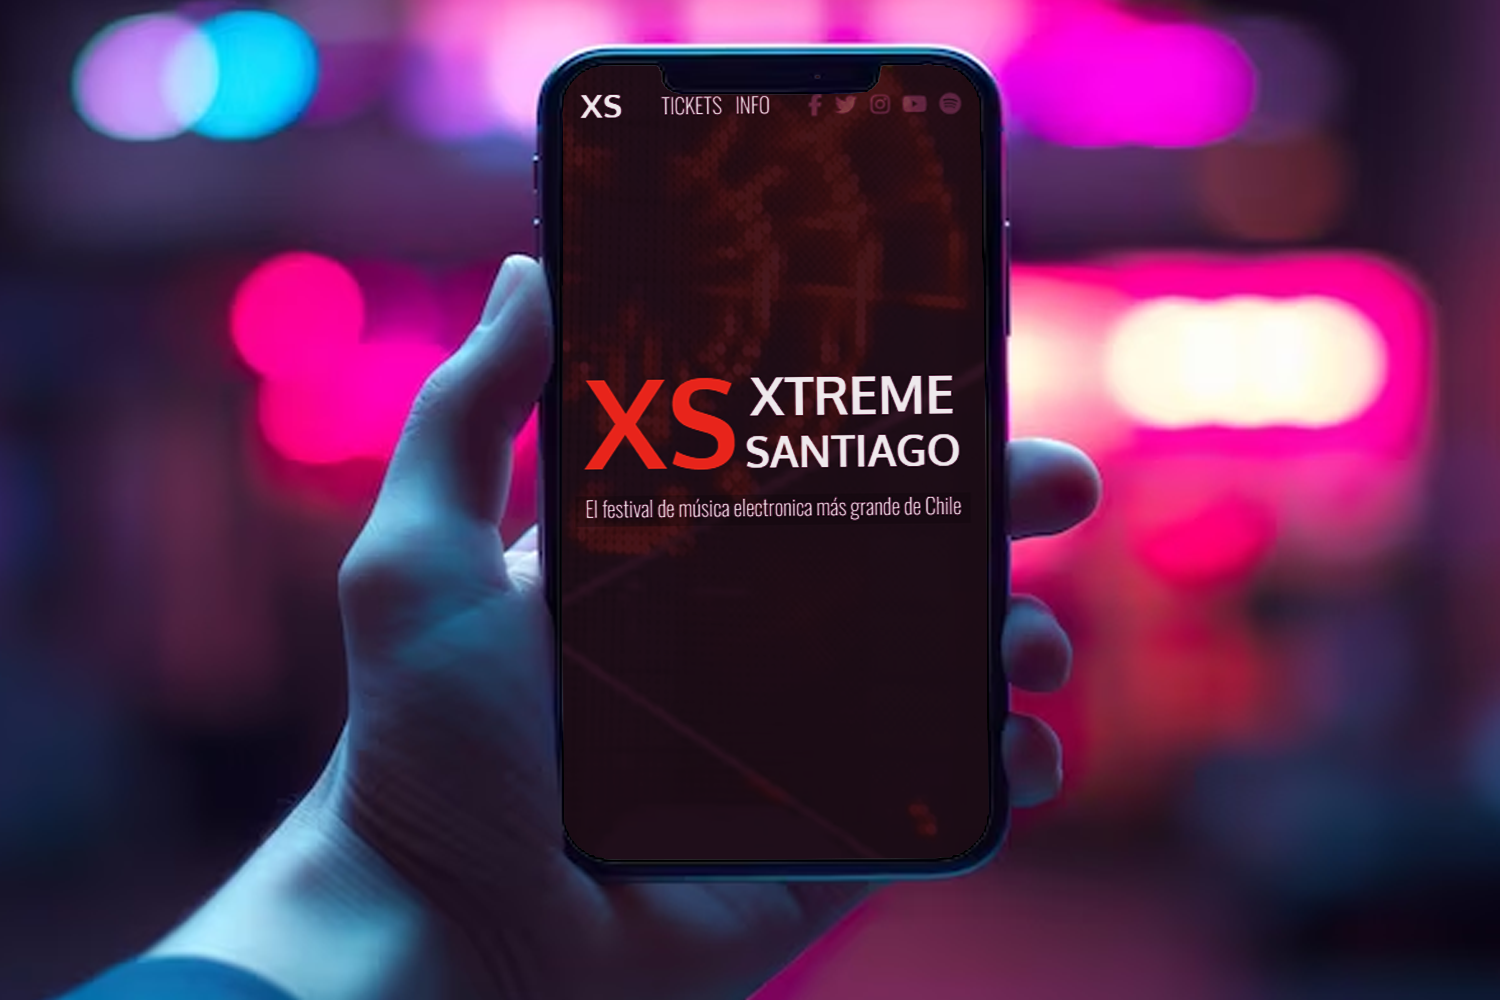 XS TICKETS INFO
XS XTREME
SANTIAGO
El festival de música electronica más grande de Chile